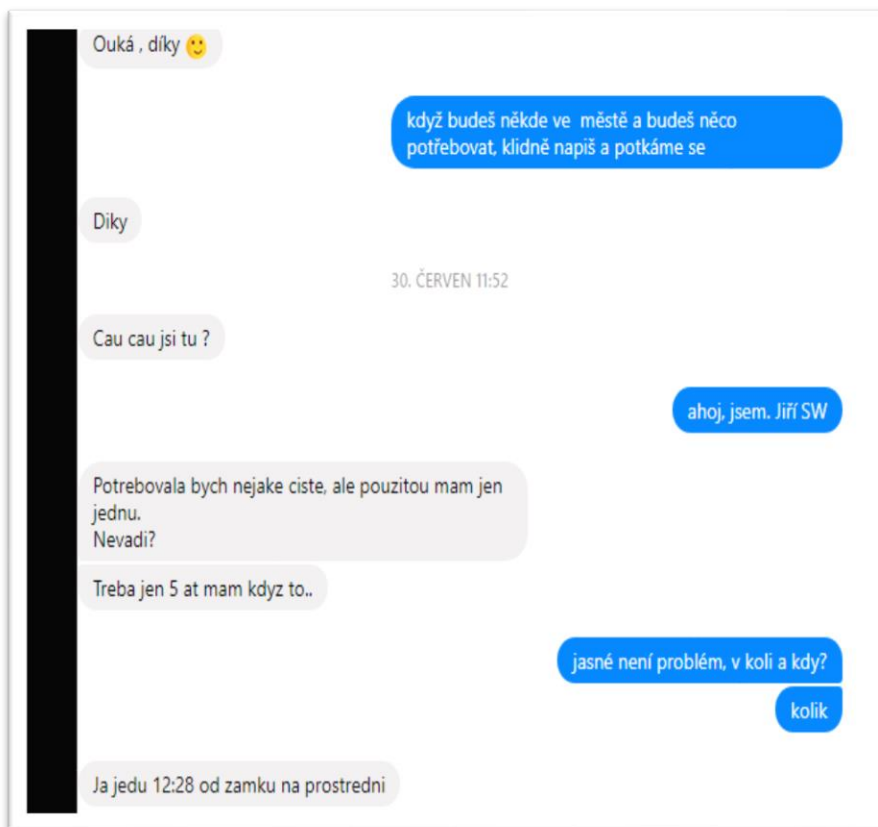 Ouká , díky 🙂
když budeš někde ve městě a budeš něco
potřebovat, klidně napiš a potkáme se
Diky
30. ČERVEN 11:52
Cau cau jsi tu ?
ahoj, jsem. Jiří SW
Potrebovala bych nejake ciste, ale pouzitou mam jen
jednu.
Nevadi?
Treba jen 5 at mam kdyz to..
jasné není problém, v koli a kdy?
kolik
Ja jedu 12:28 od zamku na prostredni